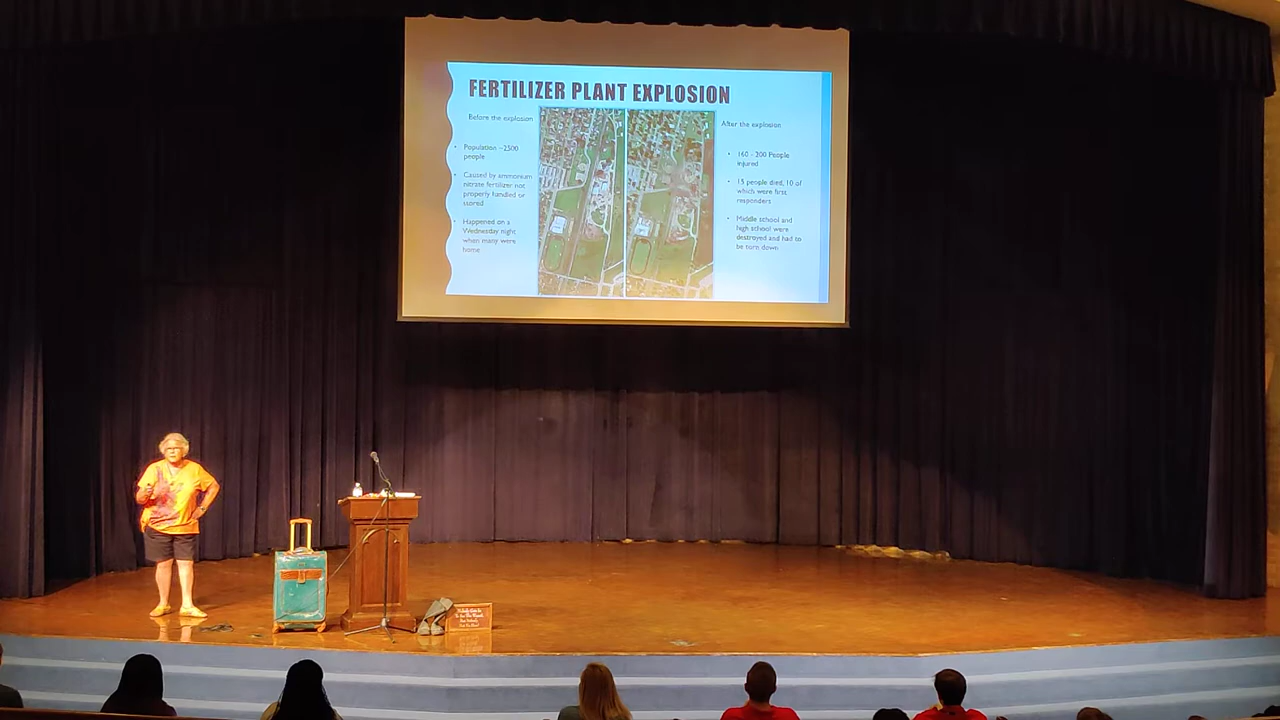 FERTILIZER PLANT EXPLOSION
Before the explosion
• Population ~2500
people
• Caused by ammonium
nitrate fertilizer not
properly handled or
stored
• Happened on a
Wednesday night
when many were
home
After the explosion
• 160 - 200 People
injured
• 15 people died, 10 of
which were first
responders
• Middle school and
high school were
destroyed and had to
be torn down